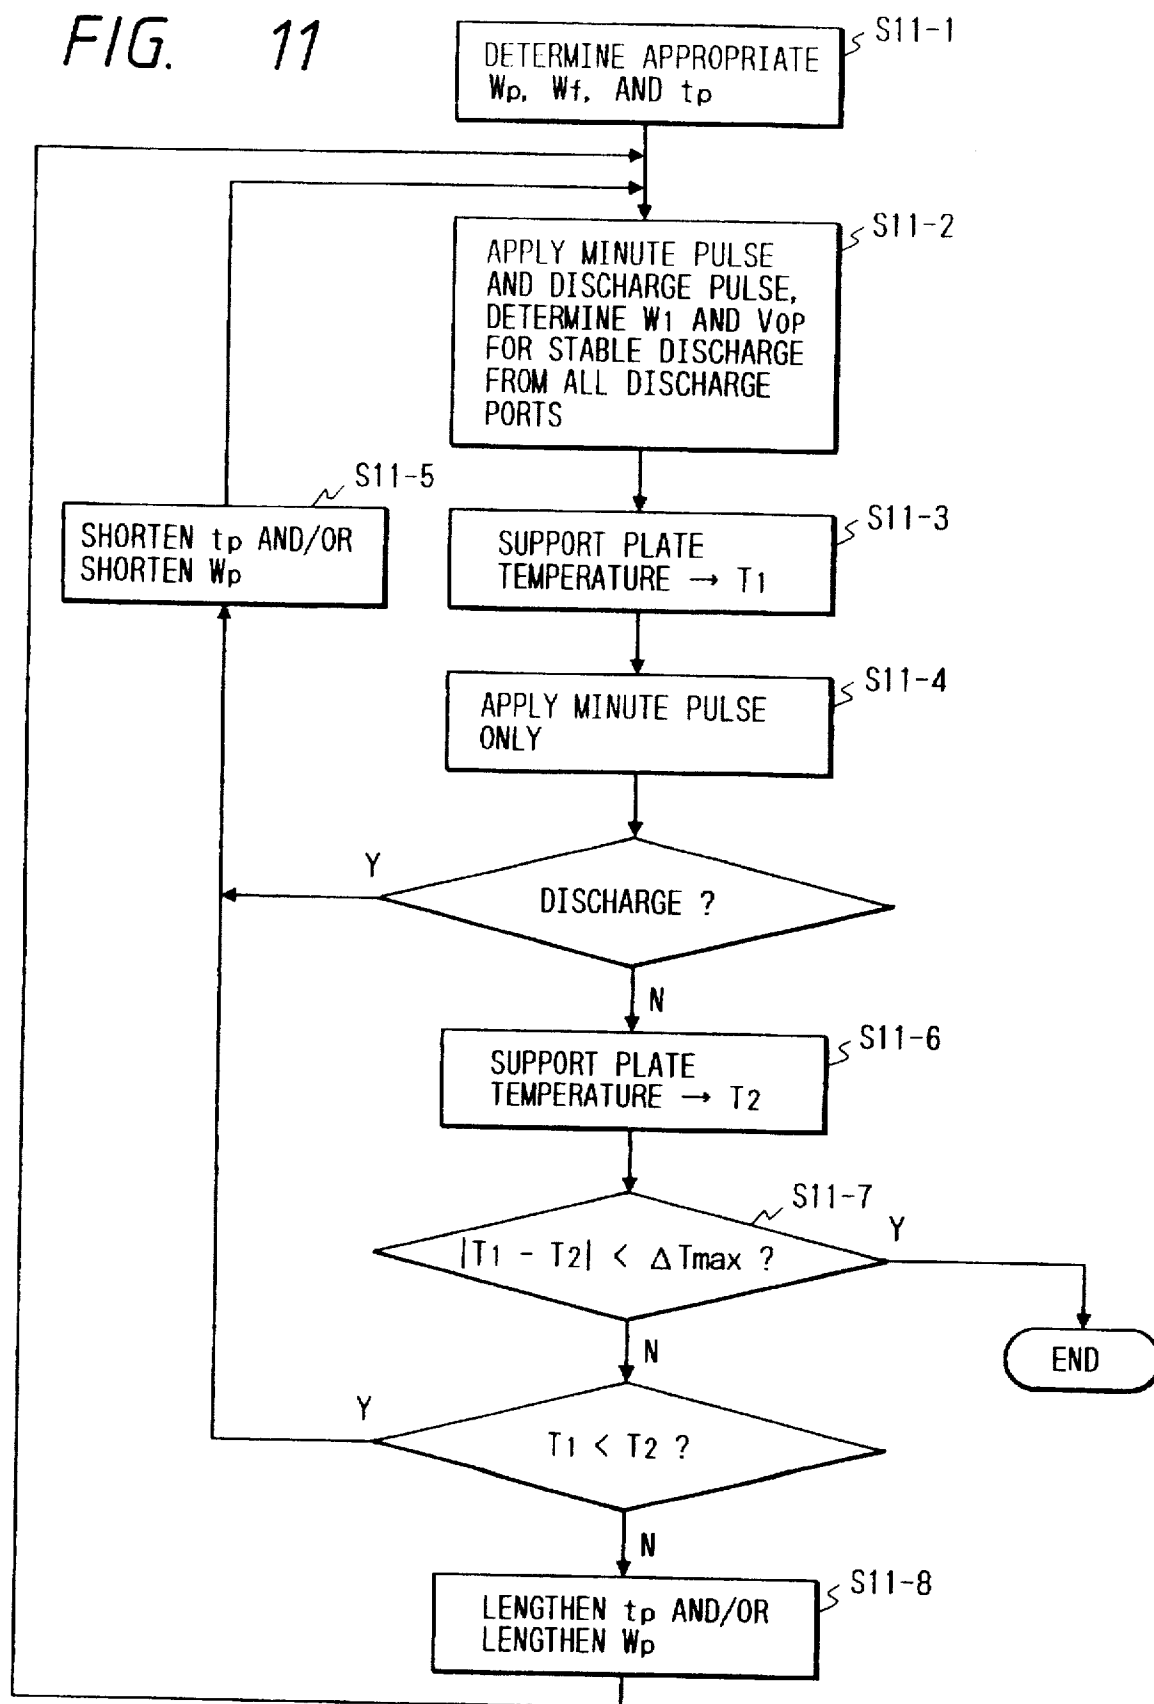 FIG. 11
S11-1
DETERMINE APPROPRIATE
Wp, Wf, AND tp
S11-2
APPLY MINUTE PULSE
AND DISCHARGE PULSE,
DETERMINE W1 AND VOP
FOR STABLE DISCHARGE
FROM ALL DISCHARGE
PORTS
S11-5
SHORTEN tp AND/OR
SHORTEN Wp
S11-3
SUPPORT PLATE
TEMPERATURE → T1
S11-4
APPLY MINUTE PULSE
ONLY
Y
DISCHARGE ?
N
S11-6
SUPPORT PLATE
TEMPERATURE → T2
S11-7
|T1 - T2| < ΔTmax ?
Y
END
N
Y
T1 < T2 ?
N
S11-8
LENGTHEN tp AND/OR
LENGTHEN Wp